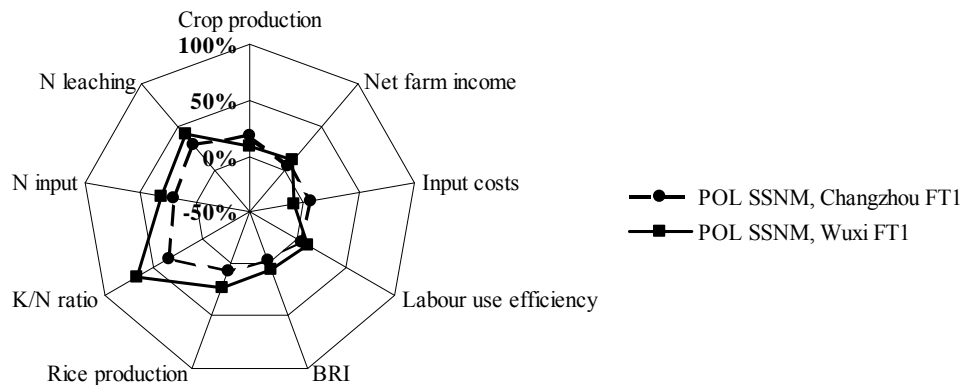 Crop production
100%
N leaching
Net farm income
50%
0%
N input
Input costs
-50%
POL SSNM, Changzhou FT1
POL SSNM, Wuxi FT1
K/N ratio
Labour use efficiency
Rice production
BRI